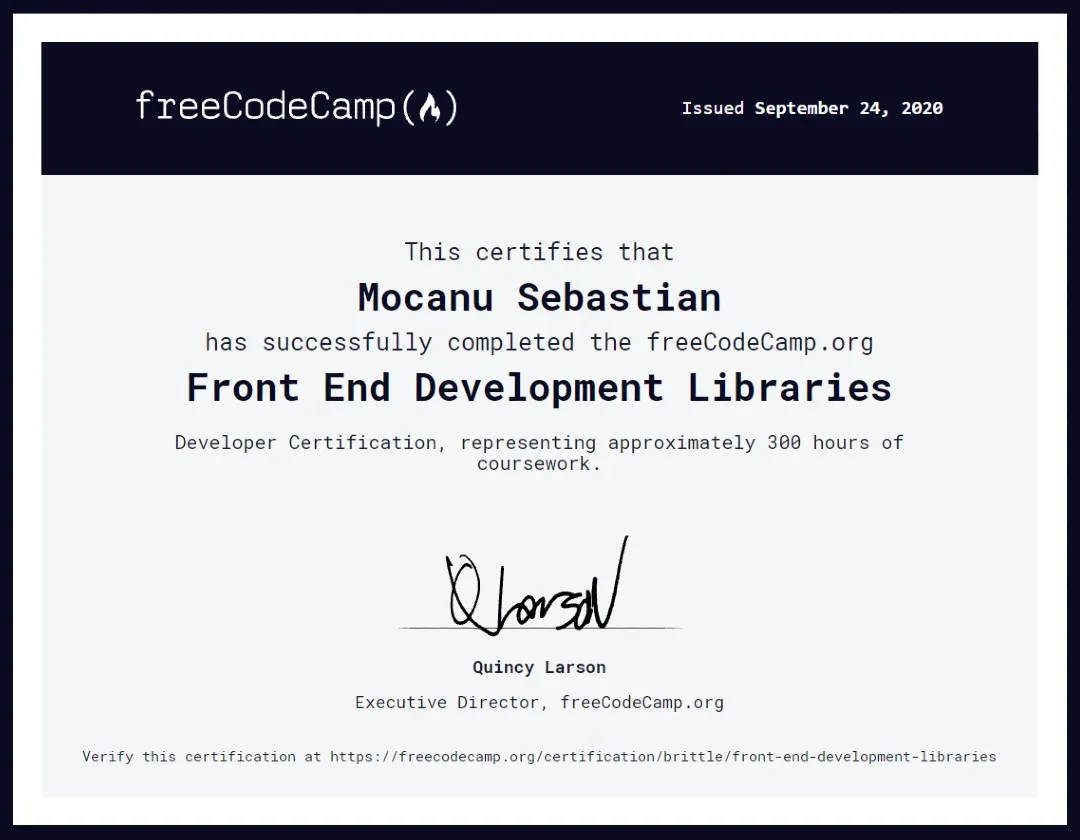 freeCodeCamp
Issued September 24, 2020
This certifies that
Mocanu Sebastian
has successfully completed the freeCodeCamp.org
Front End Development Libraries
Developer Certification, representing approximately 300 hours of
coursework.
Q Larson
Quincy Larson
Executive Director, freeCodeCamp.org
Verify this certification at https://freecodecamp.org/certification/brittle/front-end-development-libraries